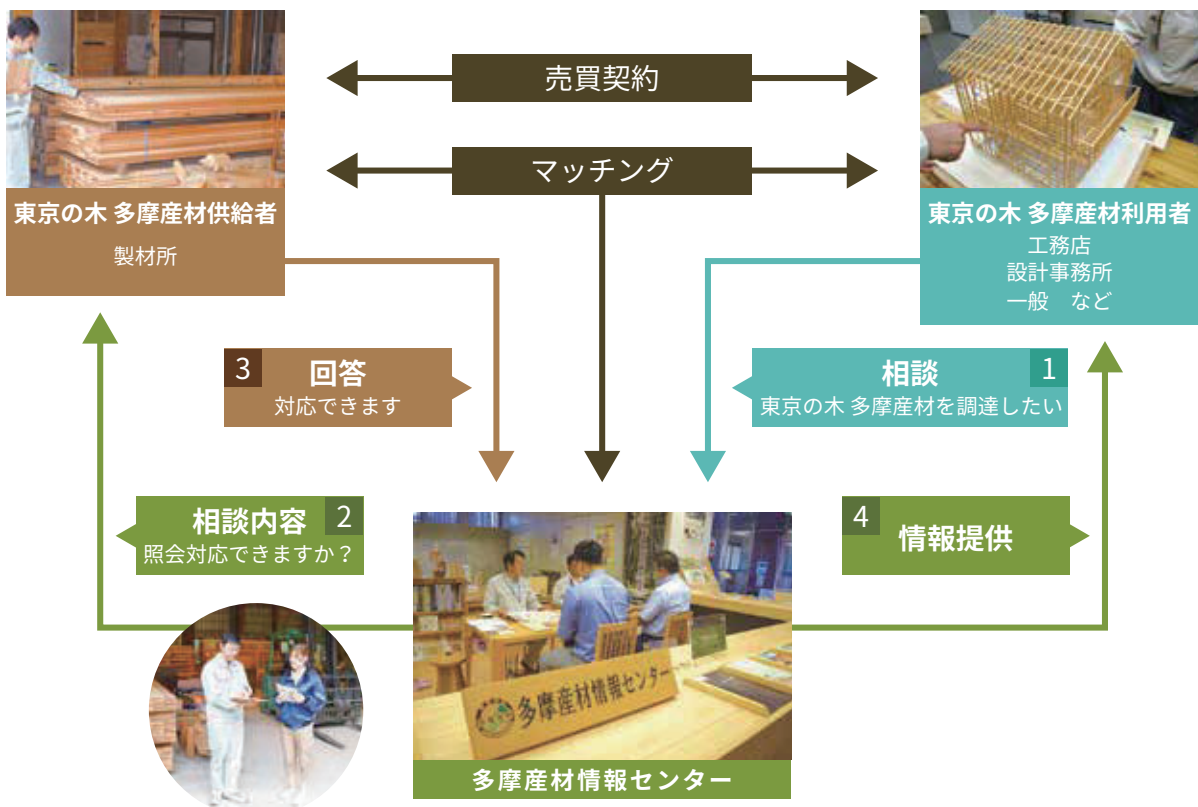 売買契約
マッチング
東京の木 多摩産材供給者
製材所
東京の木 多摩産材利用者
工務店
設計事務所
一般 など
3 回答
対応できます
相談 1
東京の木 多摩産材を調達したい
相談内容 2
照会対応できますか？
4 情報提供
多摩産材情報センター
多摩産材情報センター